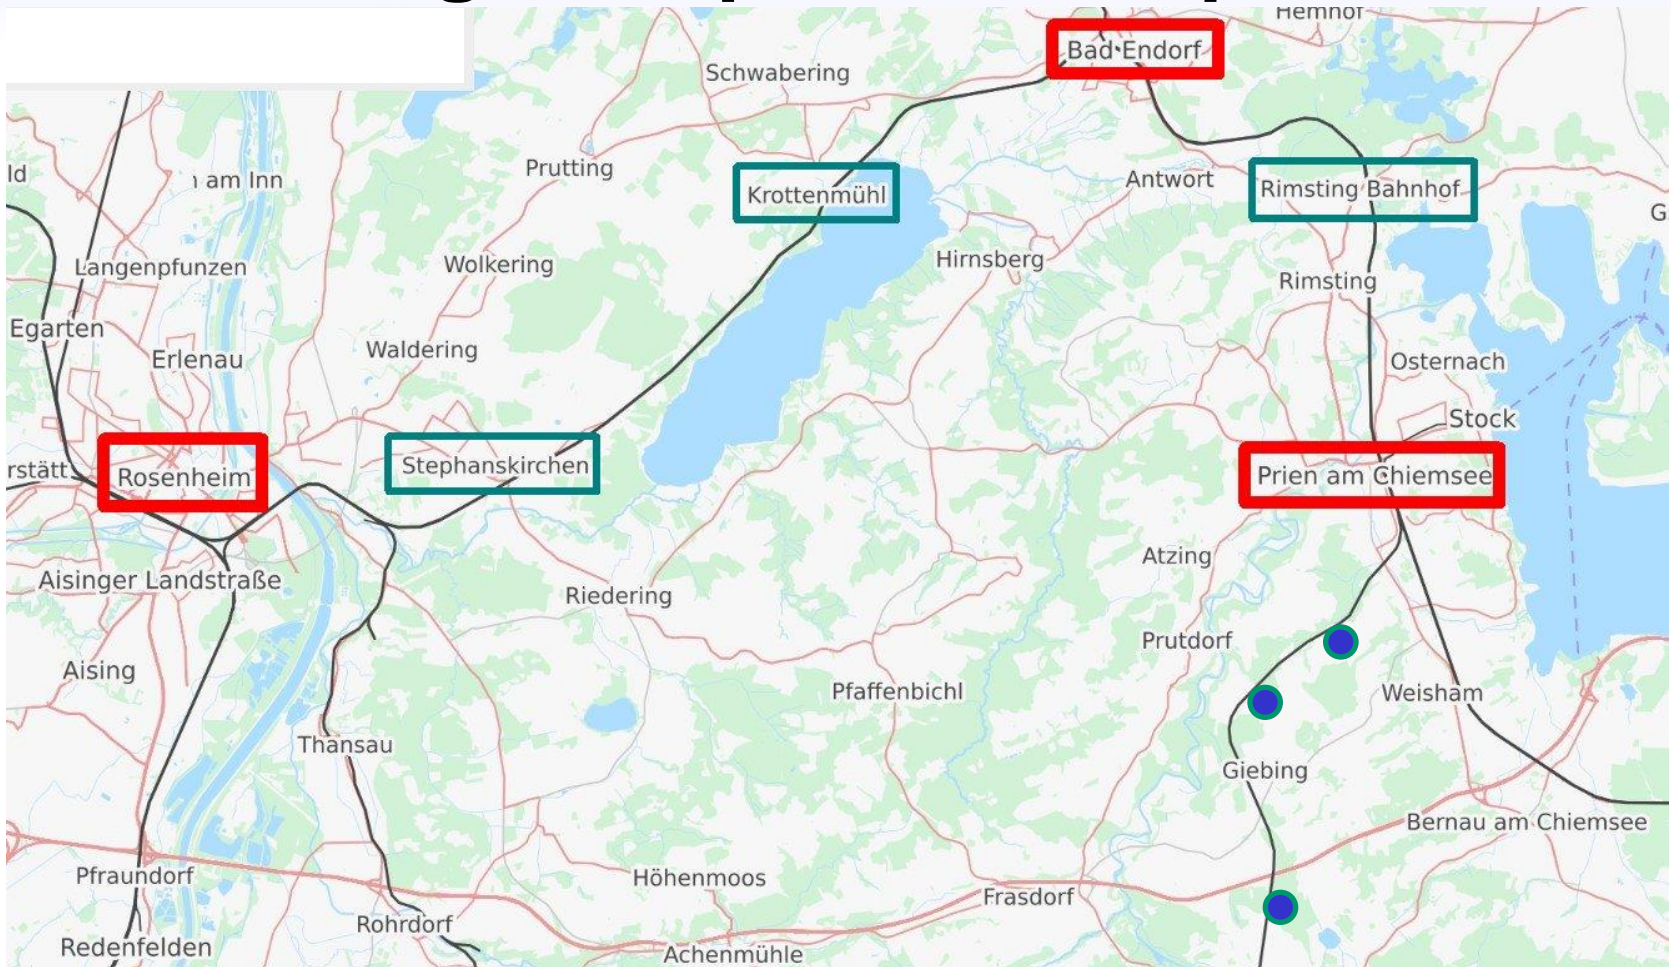 Hemhof
Bad Endorf
Schwabering
Prutting
ld
am Inn
Krottenmühl
Antwort
Rimsting Bahnhof
G
Langenpfunzen
Wolkering
Hirnsberg
Rimsting
Egarten
Erlenau
Waldering
Osternach
Stock
rstätt
Rosenheim
Stephanskirchen
Prien am Chiemsee
Atzing
Aisinger Landstraße
Riedering
Prutdorf
Aising
Pfaffenbichl
Weisham
Thansau
Giebing
Bernau am Chiemsee
Pfraundorf
Höhenmoos
Frasdorf
Rohrdorf
Redenfelden
Achenmühle